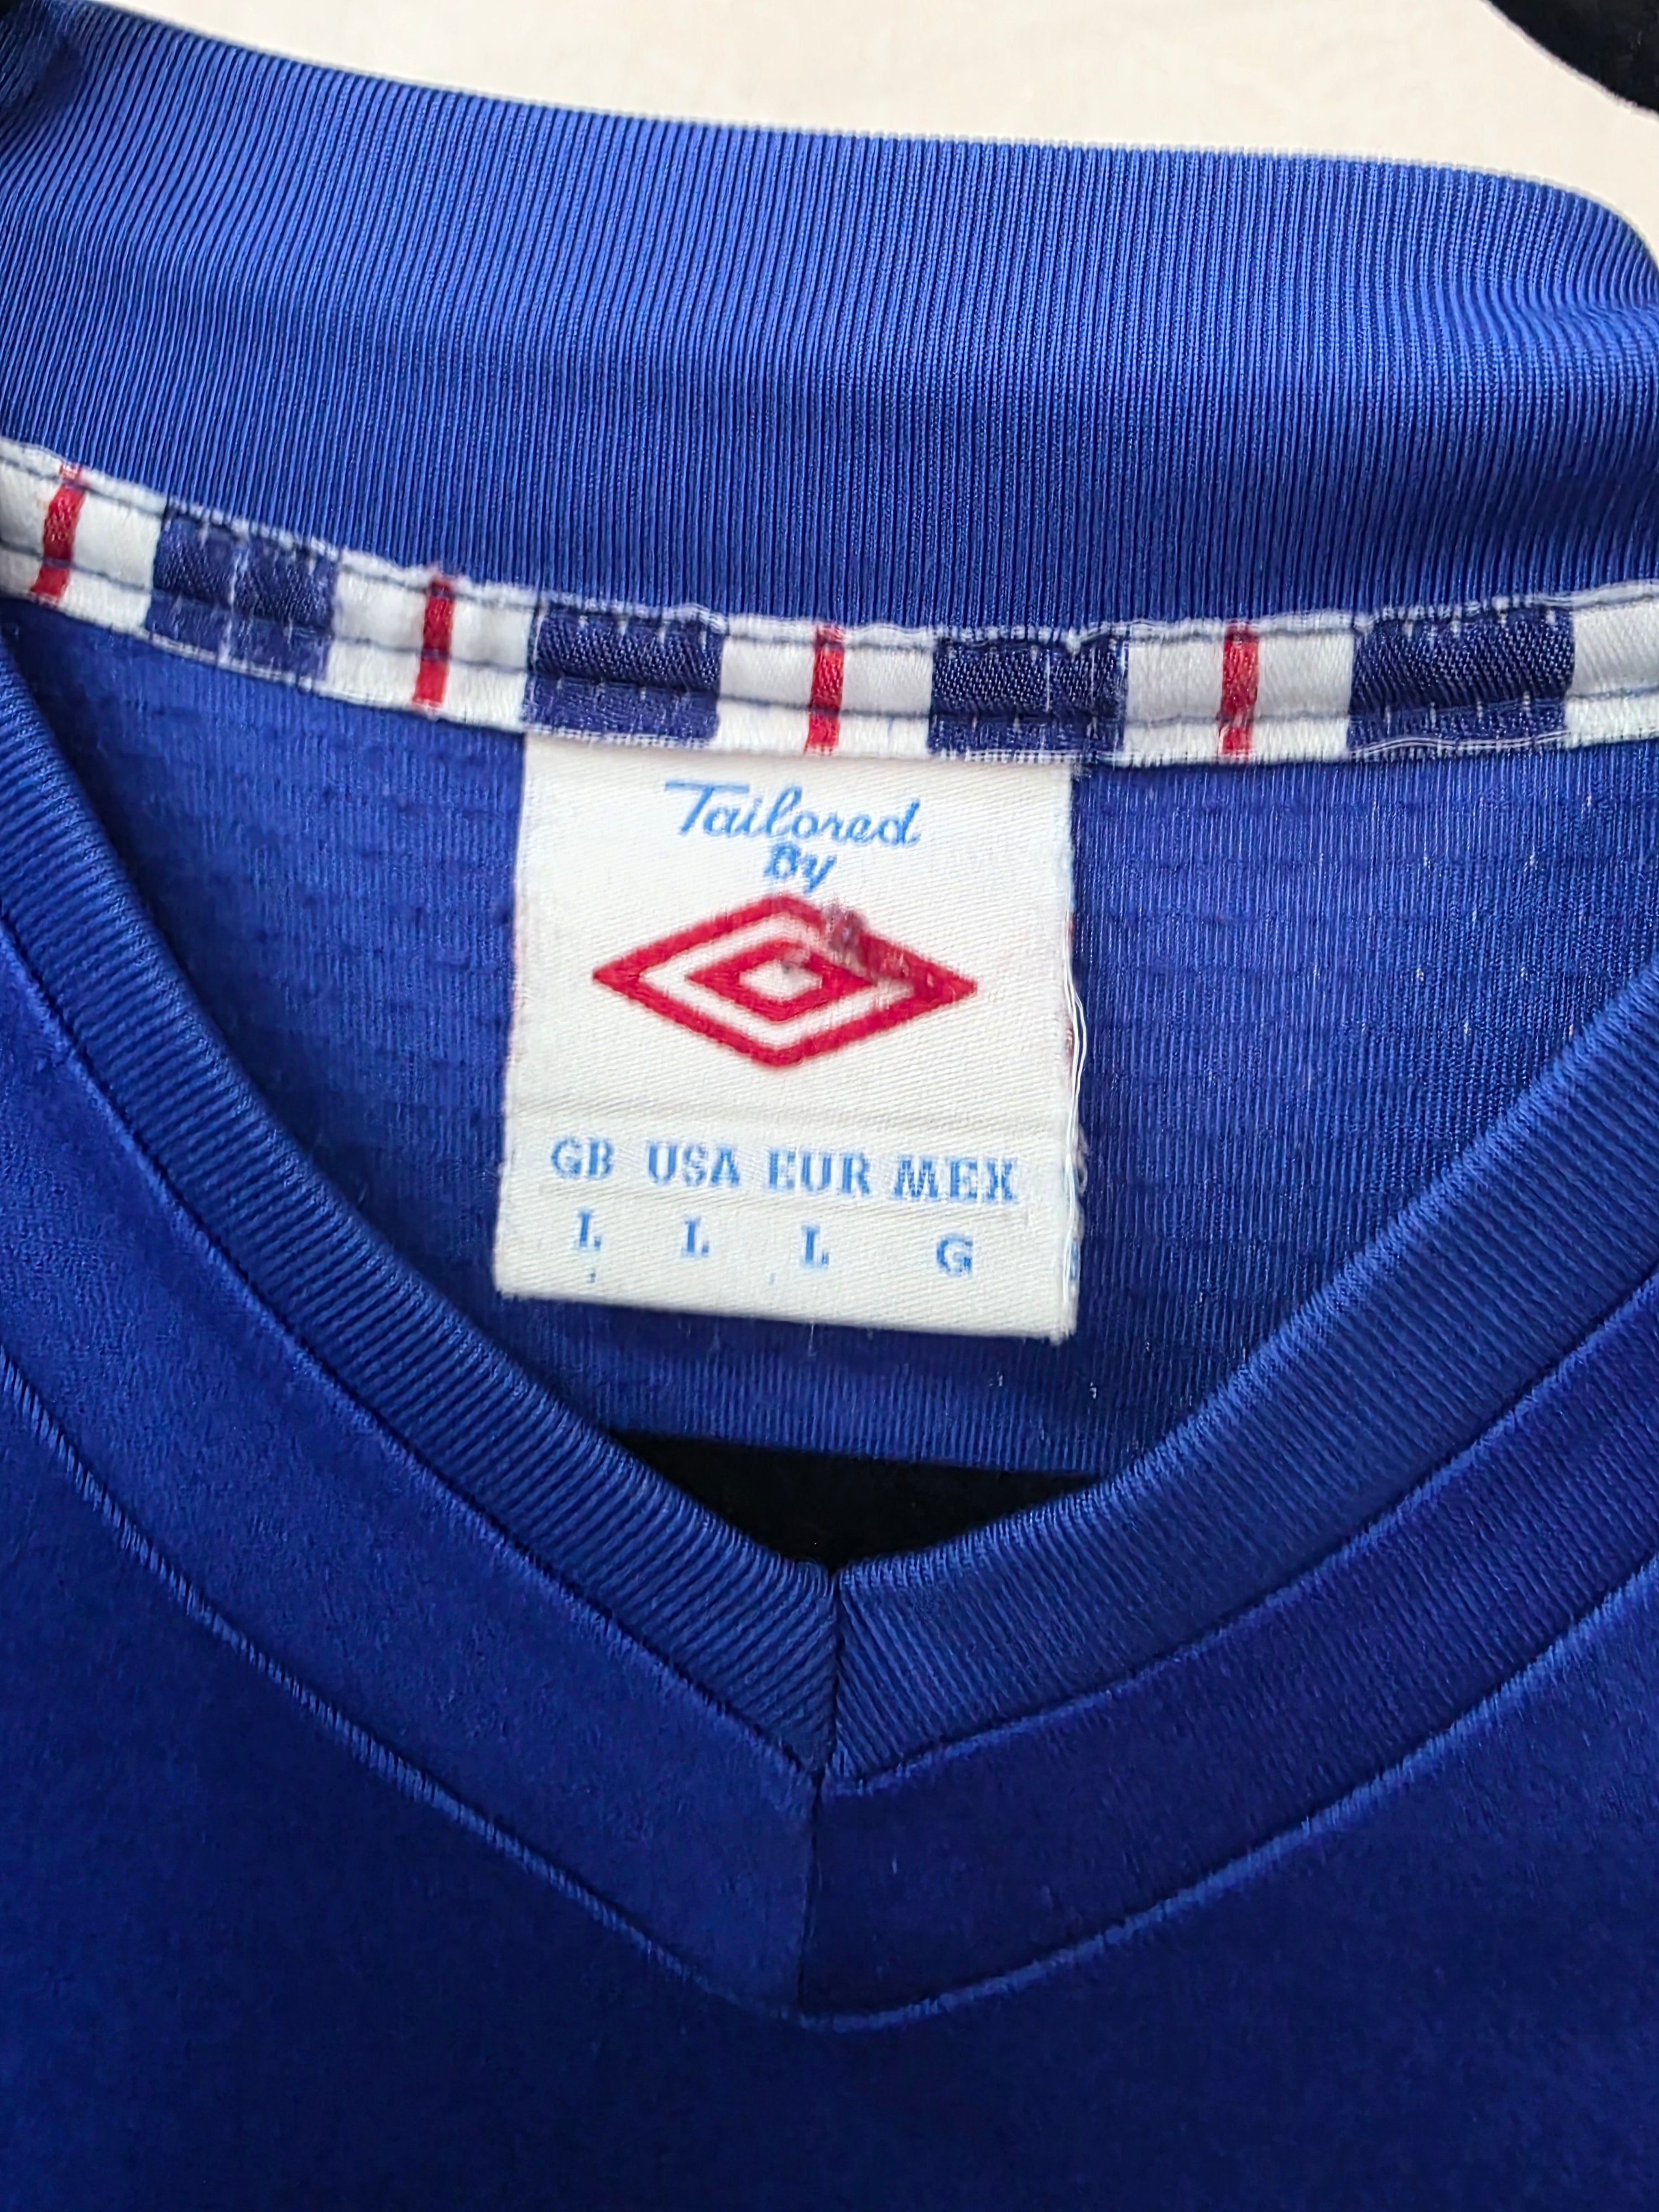 Tailored
By
GB USA EUR MEX
L L L G